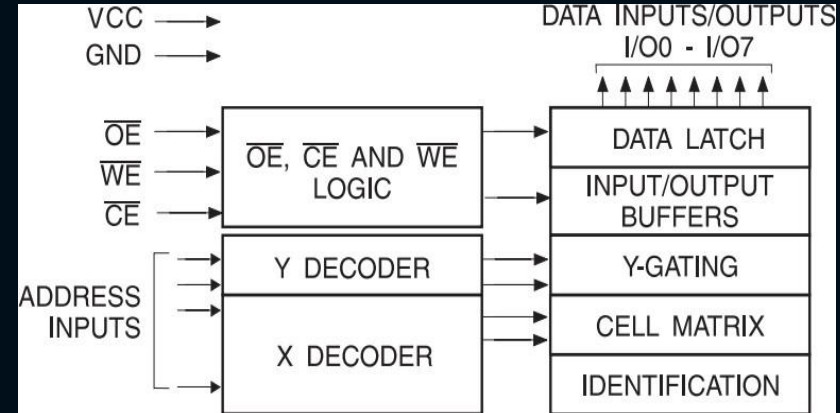 VCC
GND
DATA INPUTS/OUTPUTS
I/O0 - I/O7
OE
WE
CE
OE, CE AND WE
LOGIC
DATA LATCH
INPUT/OUTPUT
BUFFERS
ADDRESS
INPUTS
Y DECODER
Y-GATING
X DECODER
CELL MATRIX
IDENTIFICATION